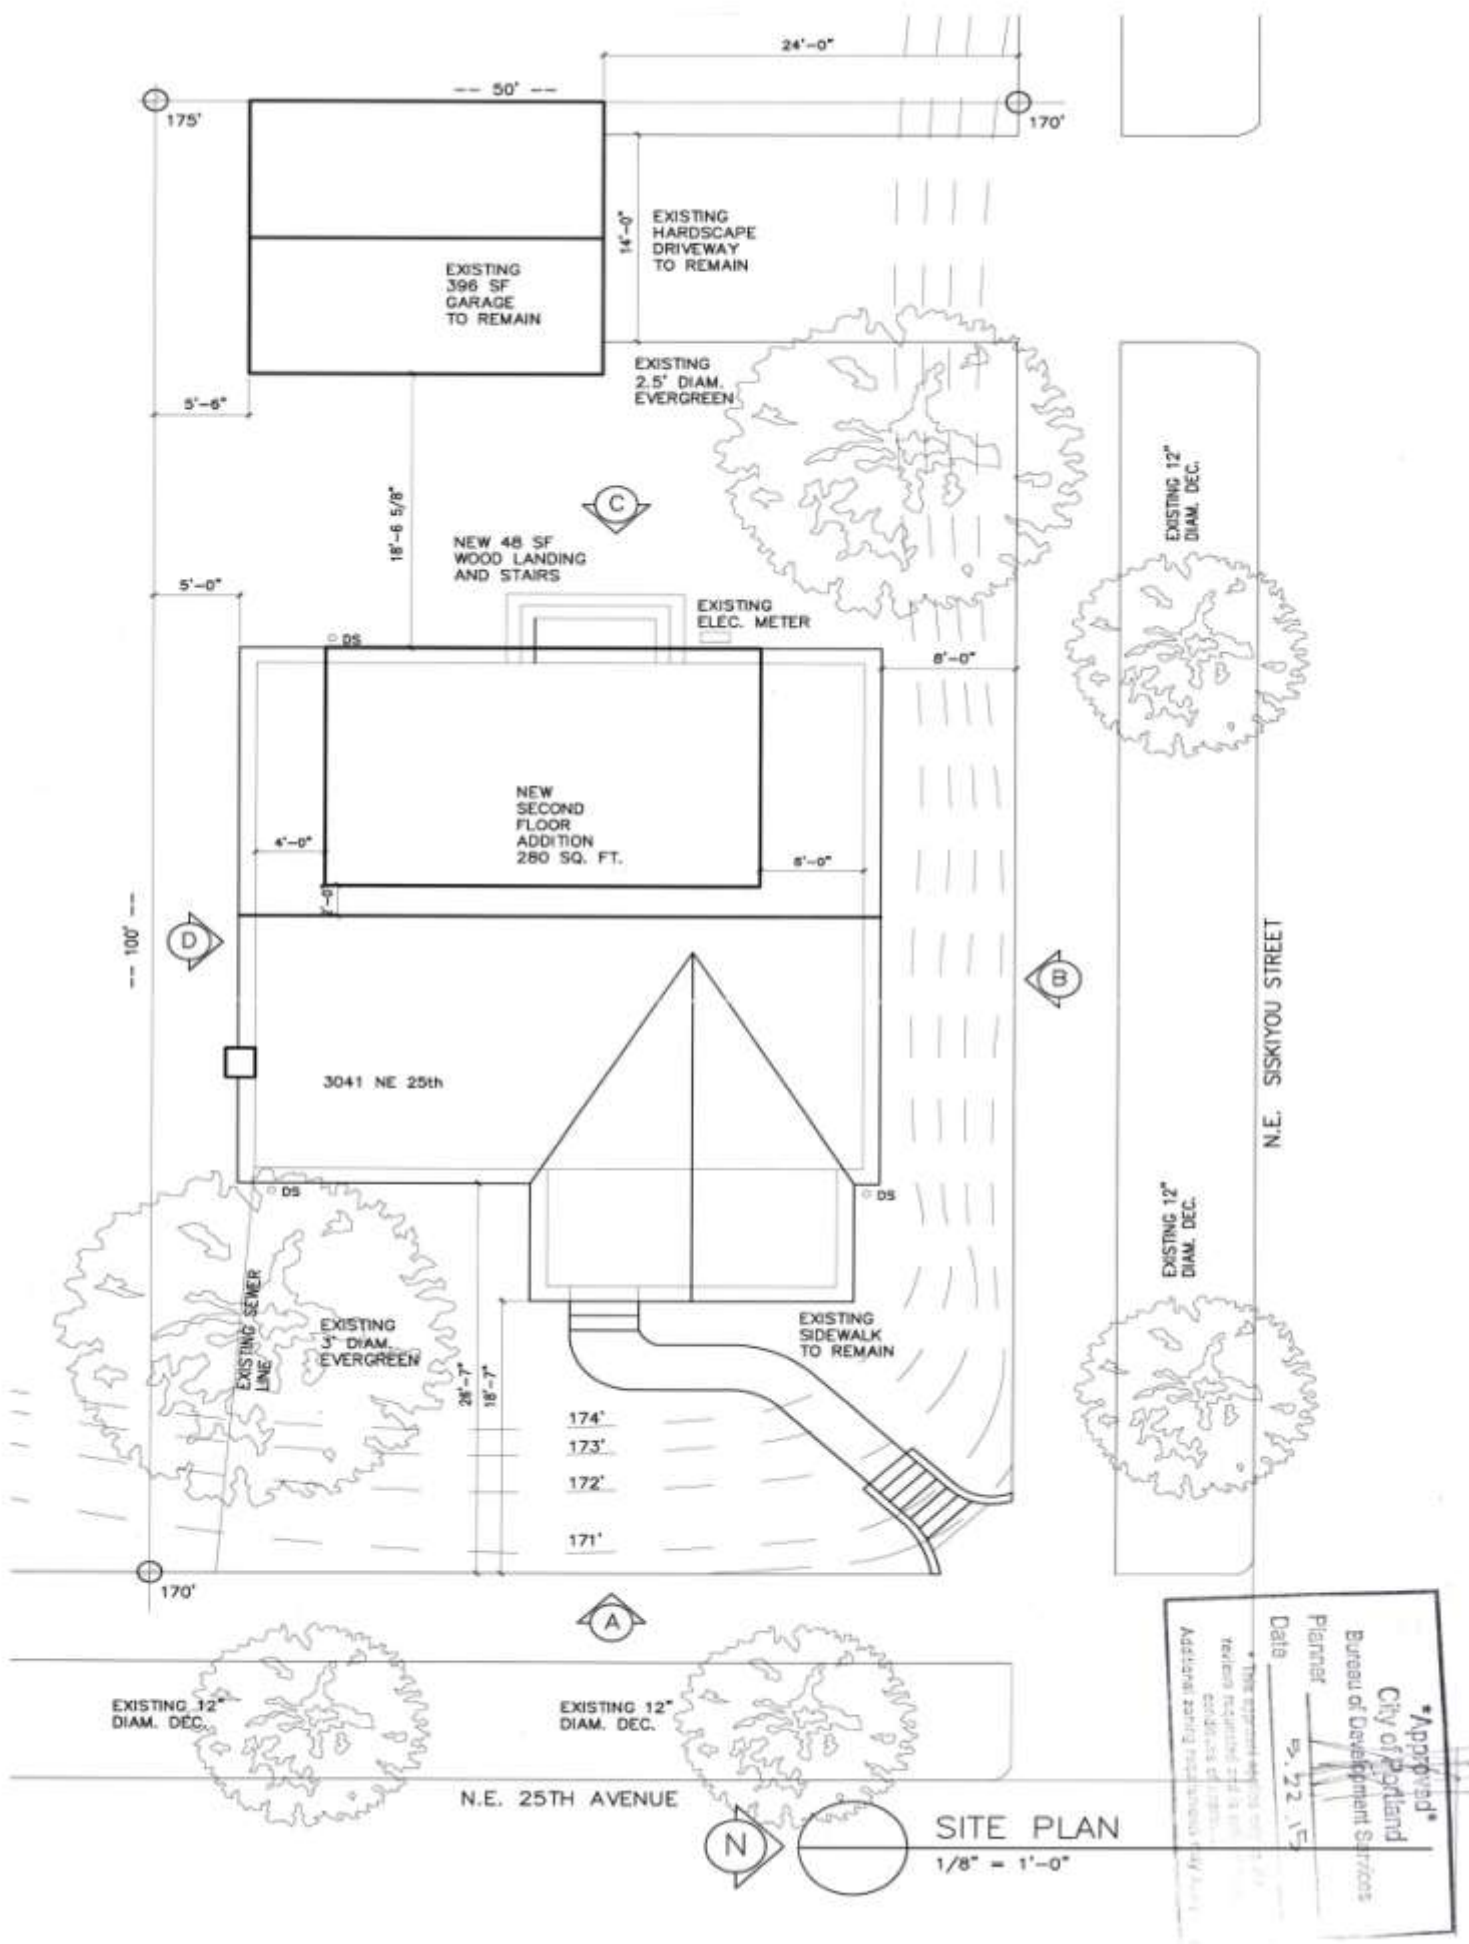 24'-0"
-- 50' --
175'
170'
14'-0"
EXISTING
HARDSCAPE
DRIVEWAY
TO REMAIN
EXISTING
396 SF
GARAGE
TO REMAIN
EXISTING
2.5' DIAM.
EVERGREEN
5'-6"
18'-6 5/8"
C
EXISTING 12"
DIAM. DEC.
NEW 48 SF
WOOD LANDING
AND STAIRS
5'-0"
EXISTING
ELEC. METER
DS
8'-0"
NEW
SECOND
FLOOR
ADDITION
280 SQ. FT.
4'-0"
6'-0"
2'-0"
-- 100' --
D
B
N.E. SISKIYOU STREET
3041 NE 25th
DS
DS
EXISTING 12"
DIAM. DEC.
EXISTING SEWER
LINE
EXISTING
3' DIAM.
EVERGREEN
EXISTING
SIDEWALK
TO REMAIN
26'-7"
18'-7"
174'
173'
172'
171'
170'
A
EXISTING 12"
DIAM. DEC.
EXISTING 12"
DIAM. DEC.
N.E. 25TH AVENUE
N
SITE PLAN
1/8" = 1'-0"
*Approved*
City of Portland
Bureau of Development Services
Planner
Date